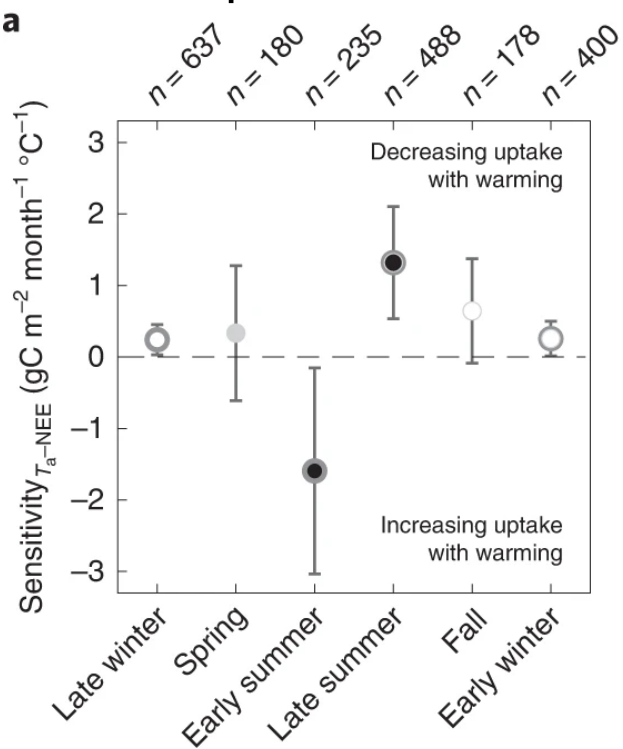 a
n = 637
n = 180
n = 235
n = 488
n = 178
n = 400
Sensitivity Tₐ–NEE (gC m⁻² month⁻¹ °C⁻¹)
3
2
1
0
–1
–2
–3
Decreasing uptake
with warming
Increasing uptake
with warming
Late winter
Spring
Early summer
Late summer
Fall
Early winter